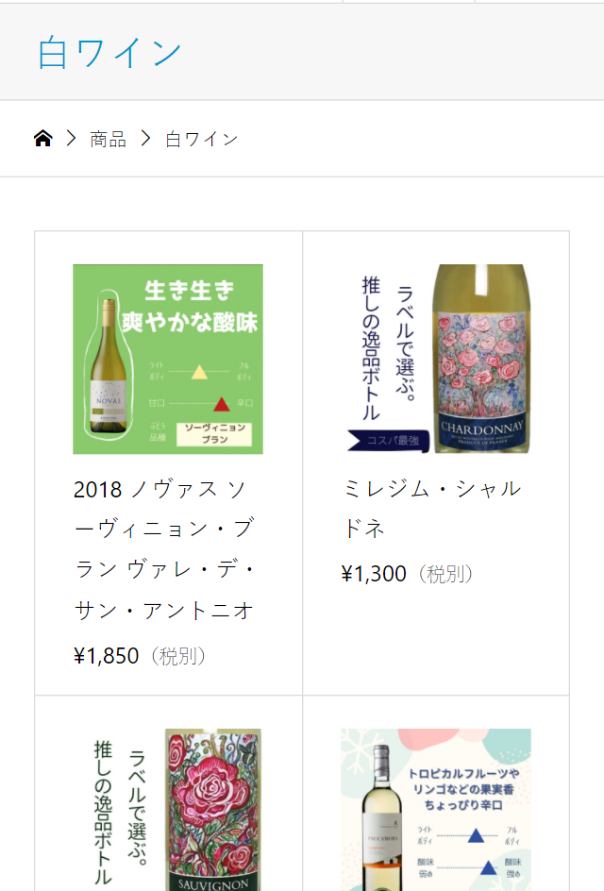 白ワイン
商品
白ワイン
生き生き
爽やかな酸味
ライト
ボディ
フル
ボディ
甘口
辛口
ぶどう
品種
ソーヴィニョン
ブラン
NOVAS
ラベルで選ぶ。
推しの逸品ボトル
コスパ最強
CHARDONNAY
2018 ノヴァス ソ
ーヴィニョン・ブ
ラン ヴァレ・デ・
サン・アントニオ
¥1,850（税別）
ミレジム・シャル
ドネ
¥1,300（税別）
ラベルで選ぶ。
推しの逸品ボトル
SAUVIGNON
トロピカルフルーツや
リンゴなどの果実香
ちょっぴり辛口
ライト
ボディ
フル
ボディ
酸味
弱め
酸味
強め